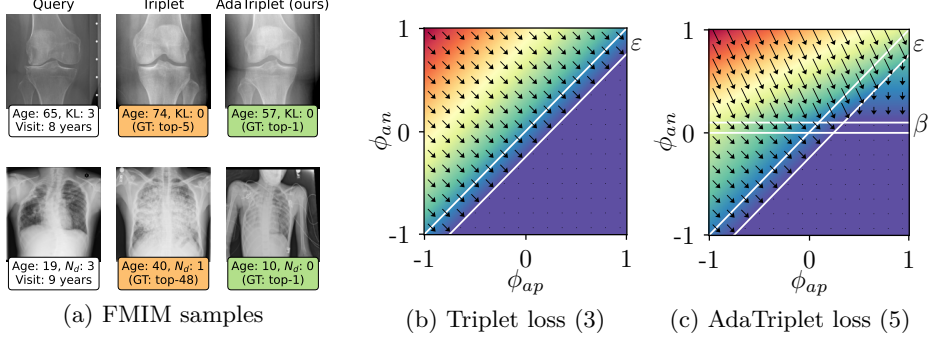 Query
Triplet
AdaTriplet (ours)
Age: 65, KL: 3
Visit: 8 years
Age: 74, KL: 0
(GT: top-5)
Age: 57, KL: 0
(GT: top-1)
Age: 19, N_d: 3
Visit: 9 years
Age: 40, N_d: 1
(GT: top-48)
Age: 10, N_d: 0
(GT: top-1)
(a) FMIM samples
1
0
-1
ϕ_an
ε
-1
0
1
ϕ_ap
(b) Triplet loss (3)
1
0
-1
ϕ_an
ε
β
-1
0
1
ϕ_ap
(c) AdaTriplet loss (5)